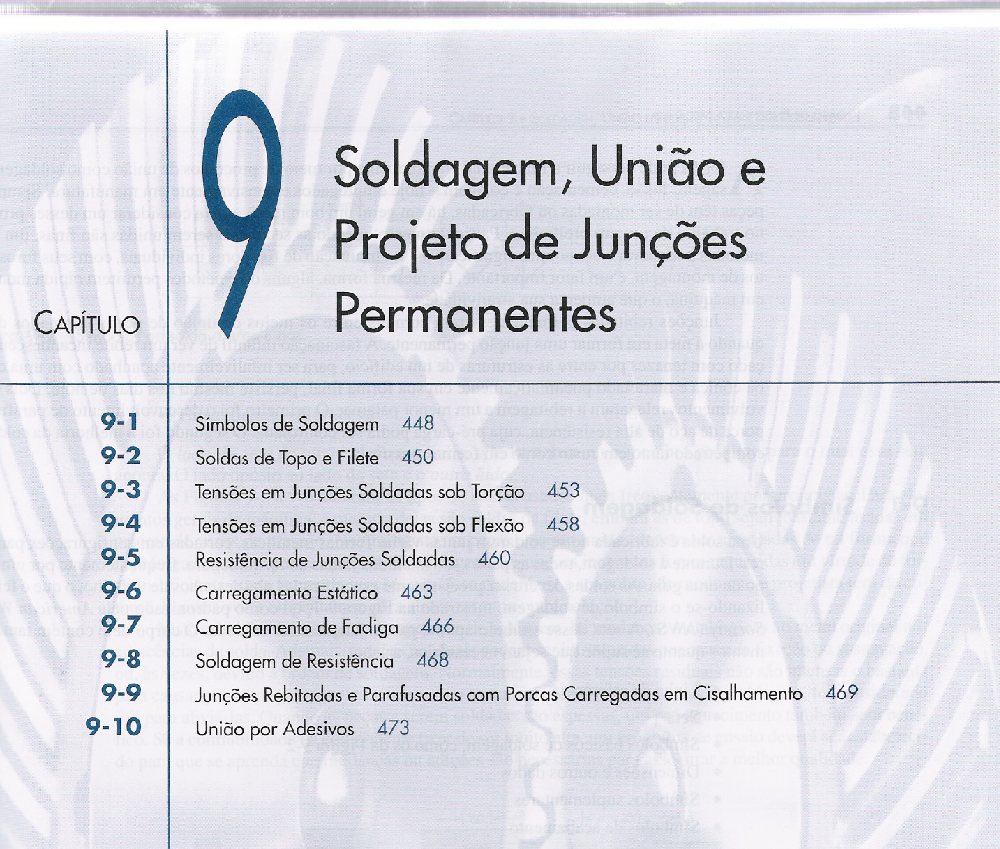 CAPÍTULO
9
Soldagem, União e
Projeto de Junções
Permanentes
9-1 Símbolos de Soldagem 448
9-2 Soldas de Topo e Filete 450
9-3 Tensões em Junções Soldadas sob Torção 453
9-4 Tensões em Junções Soldadas sob Flexão 458
9-5 Resistência de Junções Soldadas 460
9-6 Carregamento Estático 463
9-7 Carregamento de Fadiga 466
9-8 Soldagem de Resistência 468
9-9 Junções Rebitadas e Parafusadas com Porcas Carregadas em Cisalhamento 469
9-10 União por Adesivos 473